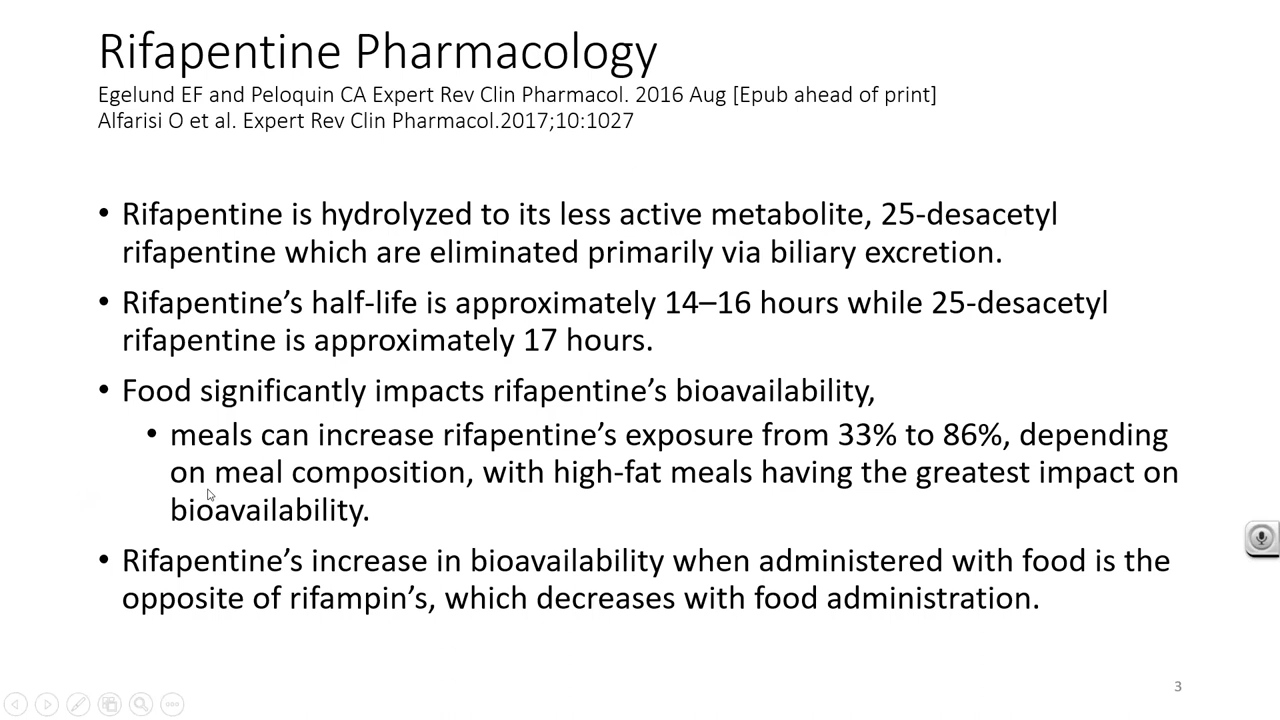 Rifapentine Pharmacology
Egelund EF and Peloquin CA Expert Rev Clin Pharmacol. 2016 Aug [Epub ahead of print]
Alfarisi O et al. Expert Rev Clin Pharmacol.2017;10:1027
• Rifapentine is hydrolyzed to its less active metabolite, 25-desacetyl
rifapentine which are eliminated primarily via biliary excretion.
• Rifapentine’s half-life is approximately 14–16 hours while 25-desacetyl
rifapentine is approximately 17 hours.
• Food significantly impacts rifapentine’s bioavailability,
• meals can increase rifapentine’s exposure from 33% to 86%, depending
on meal composition, with high-fat meals having the greatest impact on
bioavailability.
• Rifapentine’s increase in bioavailability when administered with food is the
opposite of rifampin’s, which decreases with food administration.
3